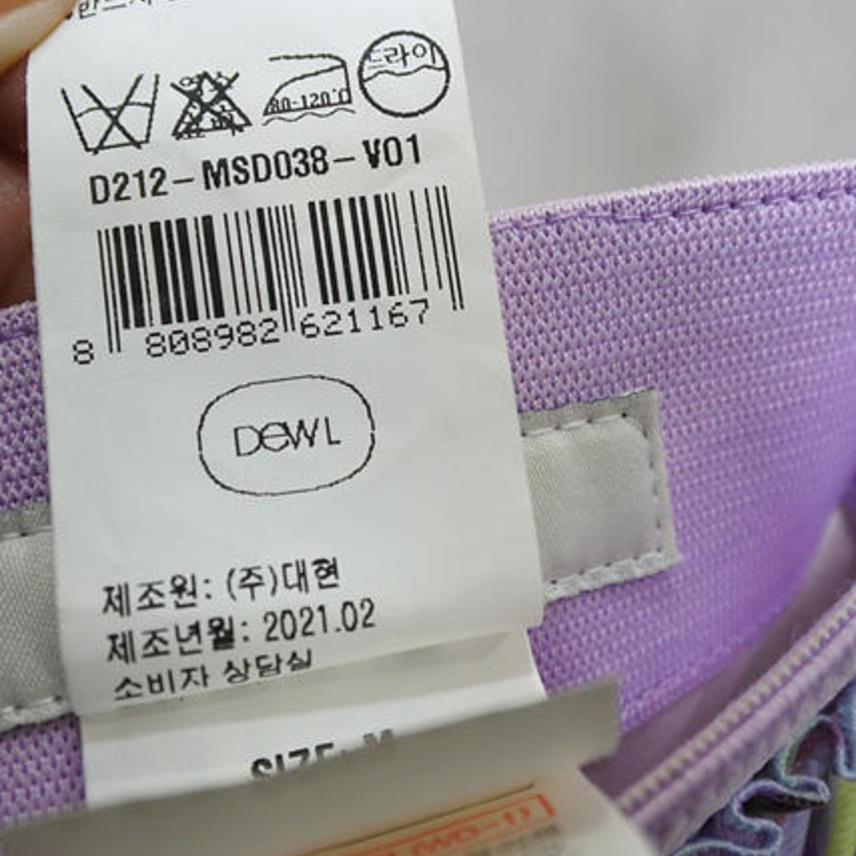 80-120℃
드라이
D212-MSD038-V01
8 808982 621167
DEWL
제조원: (주)대현
제조년월: 2021.02
소비자 상담실
SIZE: M